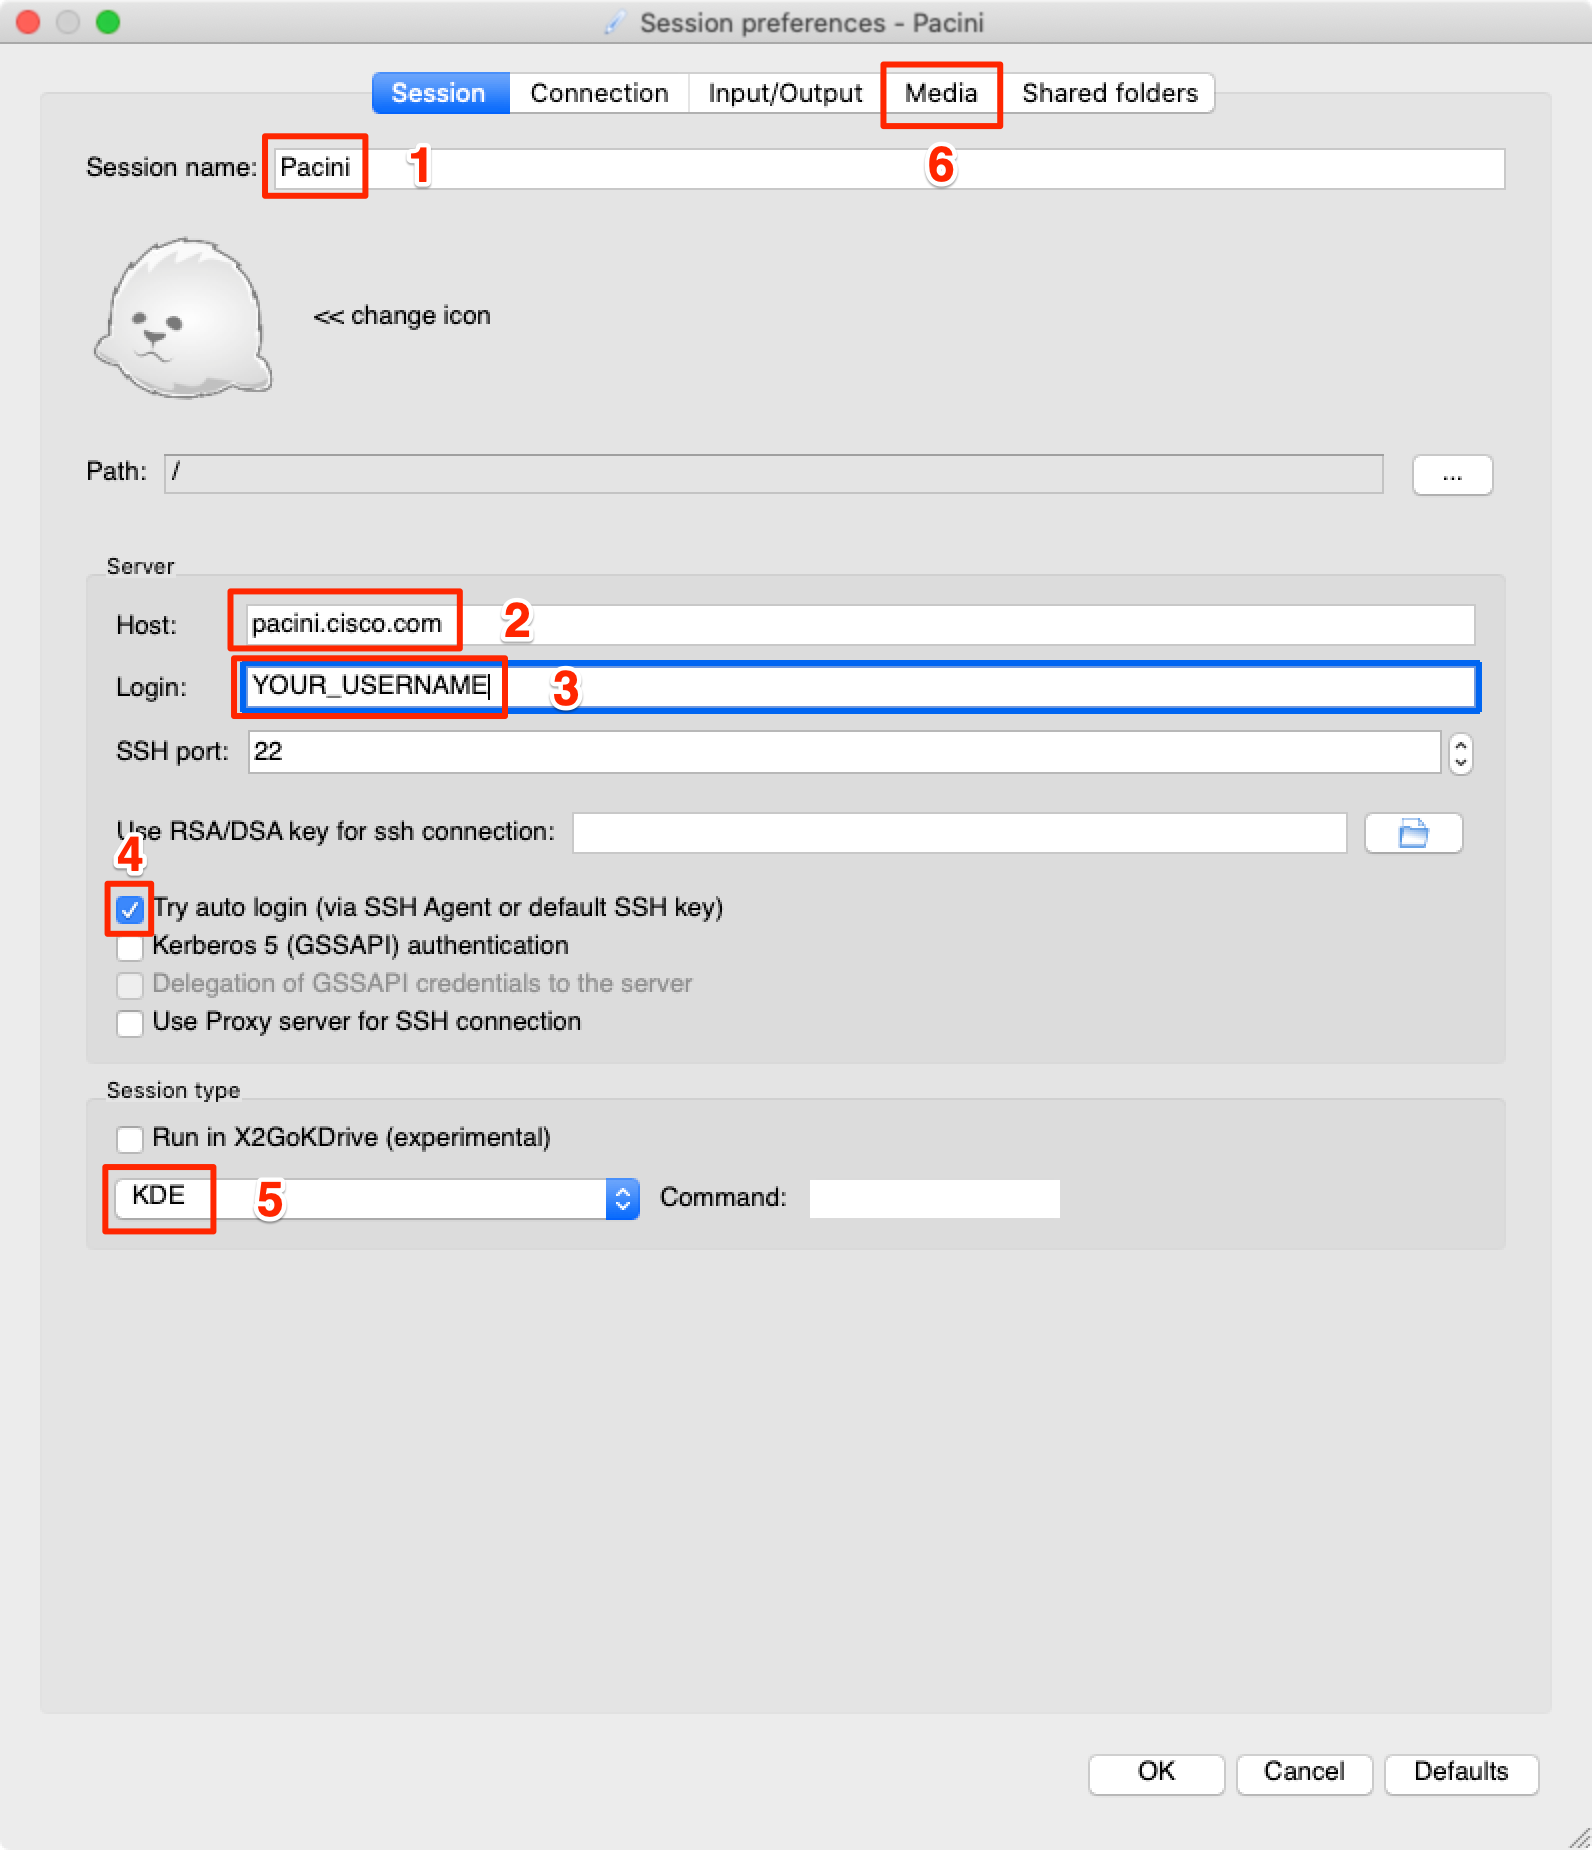 Session preferences - Pacini
Session Connection Input/Output Media Shared folders
Session name: Pacini 1 6
<< change icon
Path: / ...
Server
Host: pacini.cisco.com 2
Login: YOUR_USERNAME 3
SSH port: 22
Use RSA/DSA key for ssh connection:
4
Try auto login (via SSH Agent or default SSH key)
Kerberos 5 (GSSAPI) authentication
Delegation of GSSAPI credentials to the server
Use Proxy server for SSH connection
Session type
Run in X2GoKDrive (experimental)
KDE 5 Command:
OK Cancel Defaults